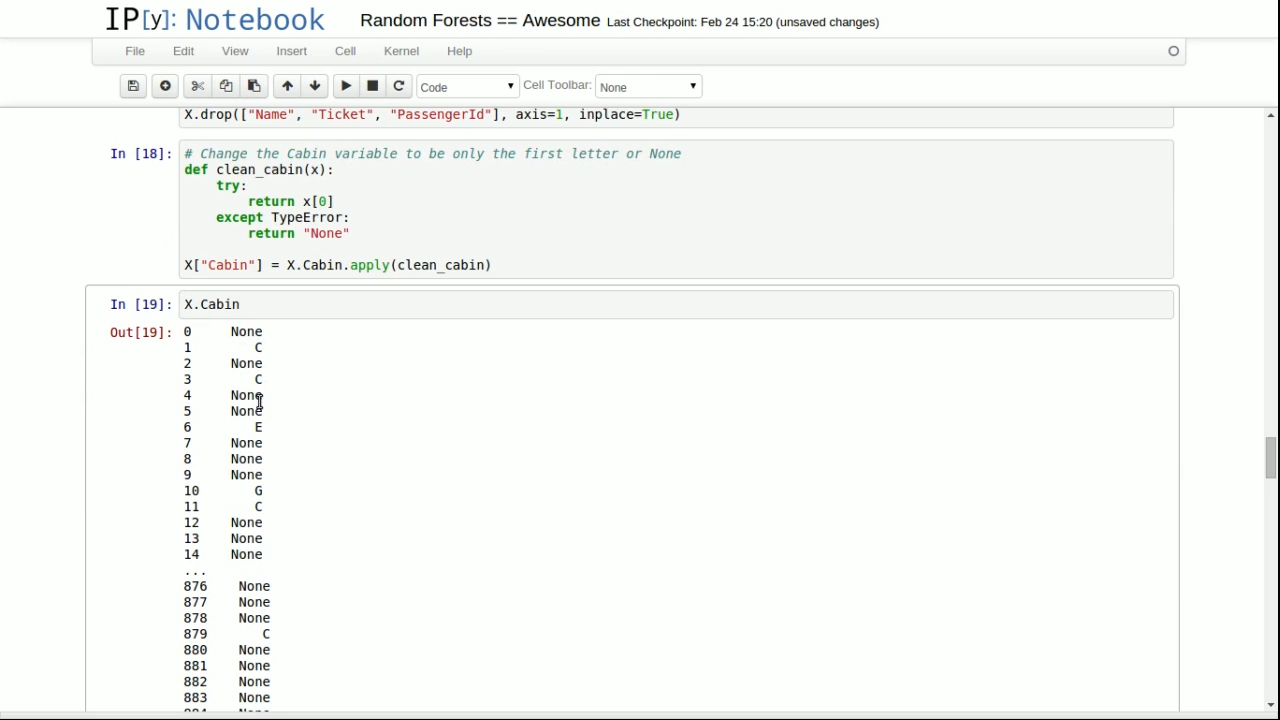 IP[y]: Notebook Random Forests == Awesome Last Checkpoint: Feb 24 15:20 (unsaved changes)
File Edit View Insert Cell Kernel Help
Code Cell Toolbar: None
X.drop(["Name", "Ticket", "PassengerId"], axis=1, inplace=True)
In [18]: # Change the Cabin variable to be only the first letter or None
def clean_cabin(x):
    try:
        return x[0]
    except TypeError:
        return "None"
X["Cabin"] = X.Cabin.apply(clean_cabin)
In [19]: X.Cabin
Out[19]: 0 None
1 C
2 None
3 C
4 None
5 None
6 E
7 None
8 None
9 None
10 G
11 C
12 None
13 None
14 None
...
876 None
877 None
878 None
879 C
880 None
881 None
882 None
883 None